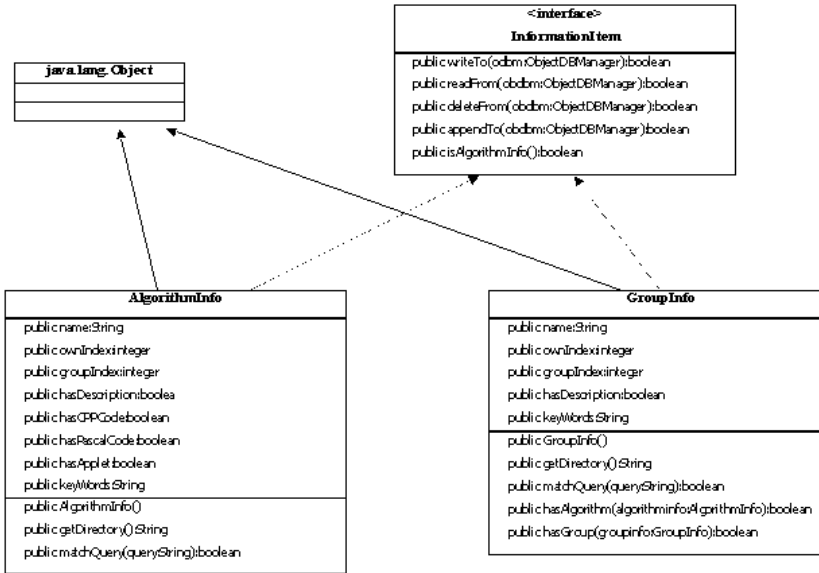 <interface>
InformationItem
public writeTo(odbm:ObjectDBManager):boolean
public readFrom(obdbm:ObjectDBManager):boolean
public deleteFrom(obdbm:ObjectDBManager):boolean
public appendTo(obdbm:ObjectDBManager):boolean
public isAlgorithmInfo():boolean
java.lang.Object
AlgorithmInfo
public name:String
public ownIndex:integer
public groupIndex:integer
public hasDescription:boolea
public hasCPPCode:boolean
public hasPascalCode:boolean
public hasApplet:boolean
public keyWords:String
public AlgorithmInfo()
public getDirectory():String
public matchQuery(query:String):boolean
GroupInfo
public name:String
public ownIndex:integer
public groupIndex:integer
public hasDescription:boolean
public keyWords:String
public GroupInfo()
public getDirectory():String
public matchQuery(query:String):boolean
public hasAlgorithm(algorithminfo:AlgorithmInfo):boolean
public hasGroup(groupinfo:GroupInfo):boolean